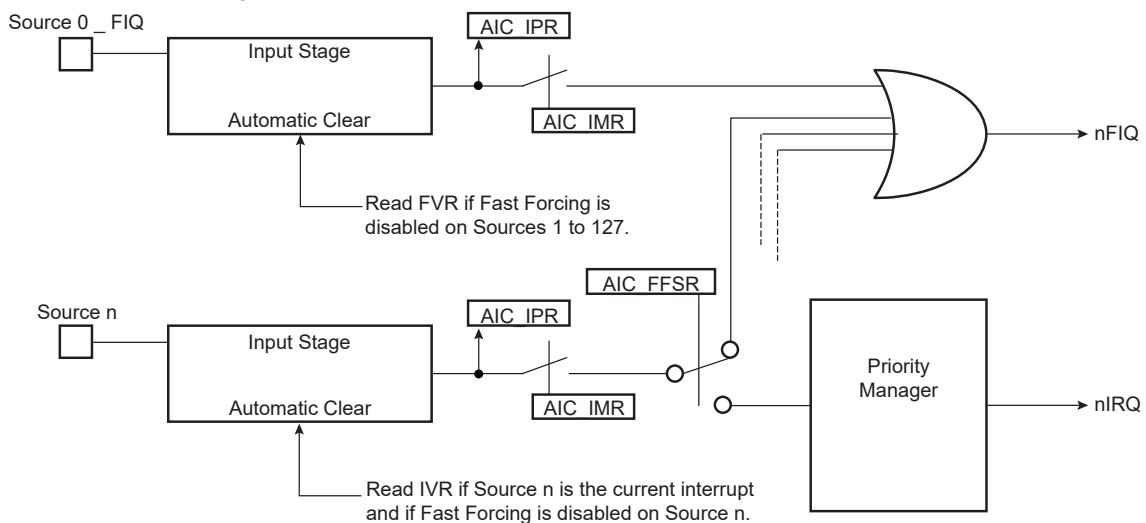 Source 0 _ FIQ
AIC_IPR
Input Stage
Automatic Clear
AIC_IMR
nFIQ
Read FVR if Fast Forcing is
disabled on Sources 1 to 127.
AIC_FFSR
Source n
AIC_IPR
Input Stage
Priority
Manager
Automatic Clear
AIC_IMR
nIRQ
Read IVR if Source n is the current interrupt
and if Fast Forcing is disabled on Source n.